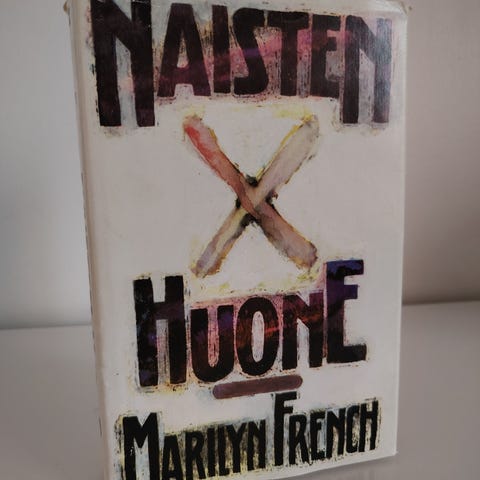 NAISTEN
X
HUONE
MARILYN FRENCH